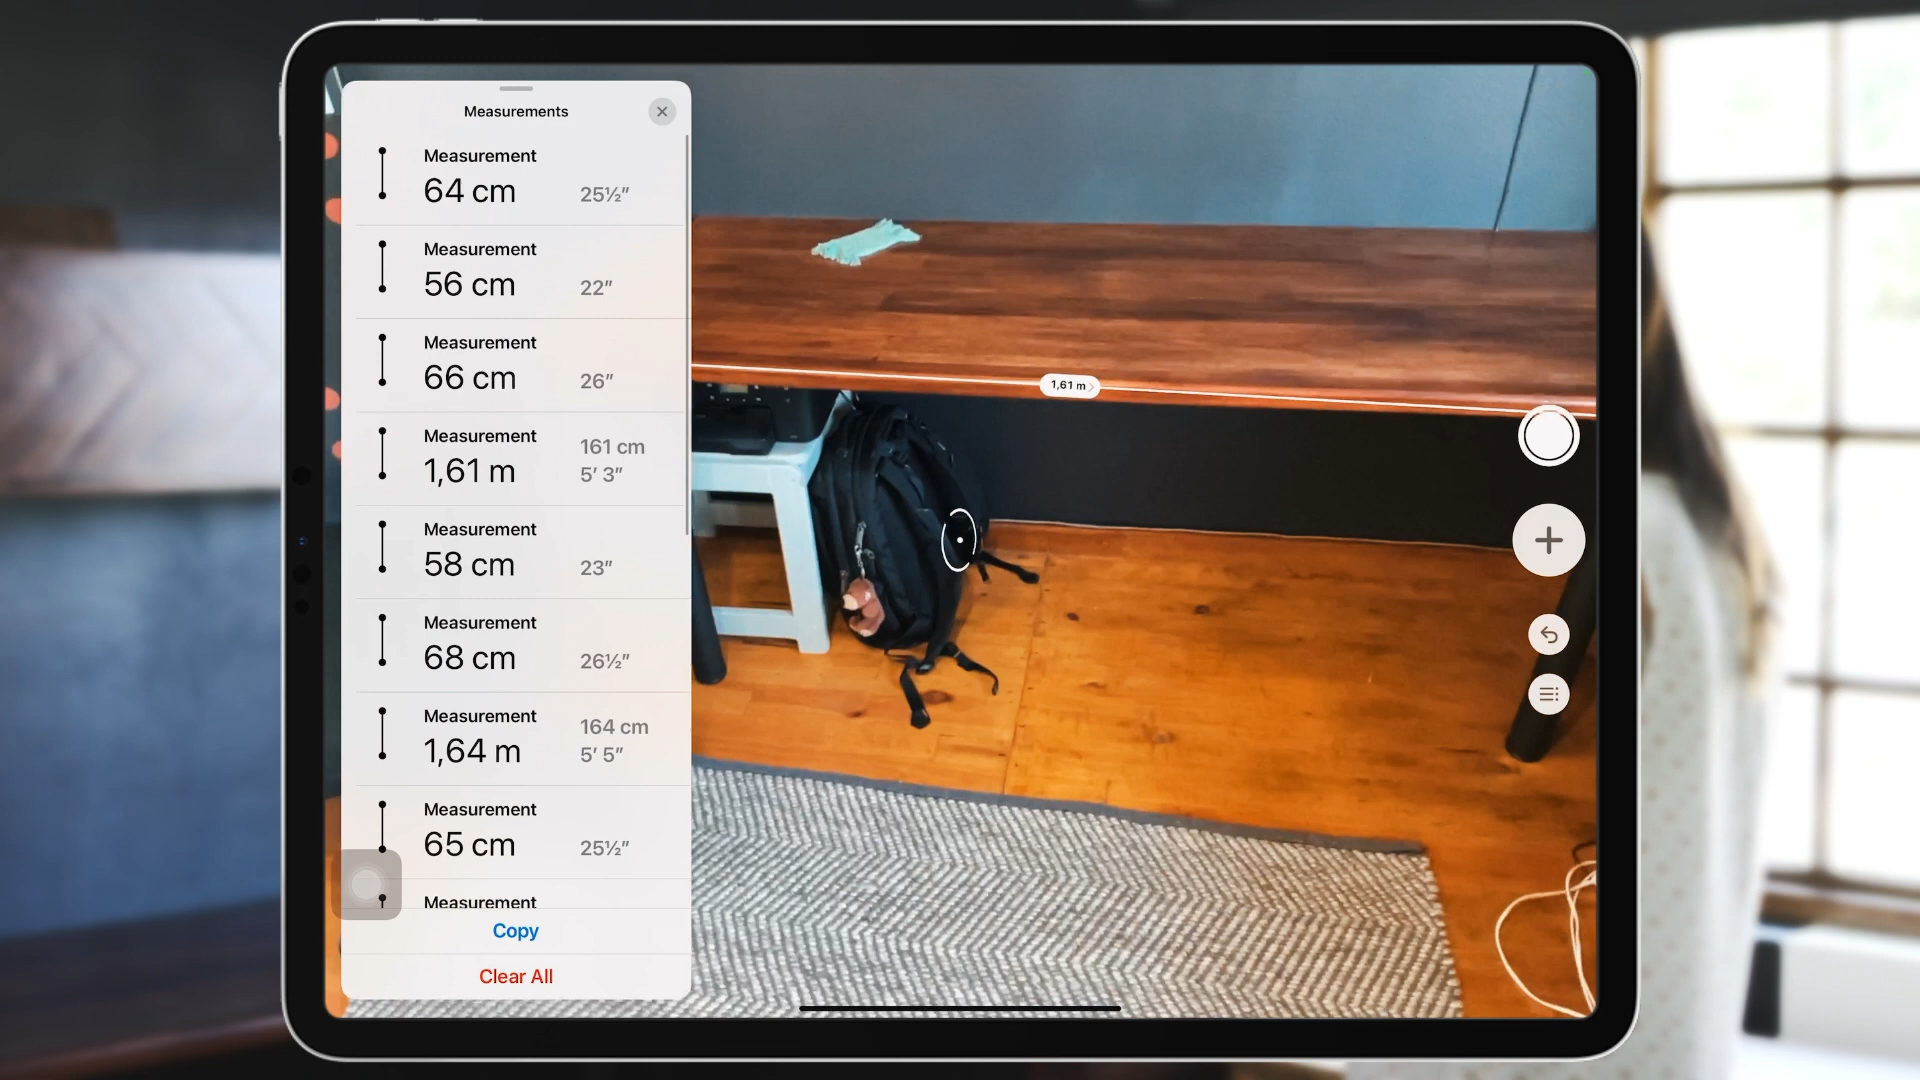 Measurements
Measurement
64 cm 25½″
Measurement
56 cm 22″
Measurement
66 cm 26″
Measurement 161 cm
1,61 m 5′ 3″
Measurement
58 cm 23″
Measurement
68 cm 26½″
Measurement 164 cm
1,64 m 5′ 5″
Measurement
65 cm 25½″
Measurement
Copy
Clear All
1,61 m